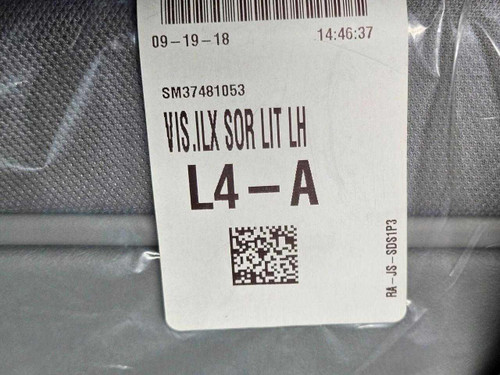 09-19-18 14:46:37
SM37481053
VIS.ILX SOR LIT LH
L4-A
RA-JS-SDS1P3